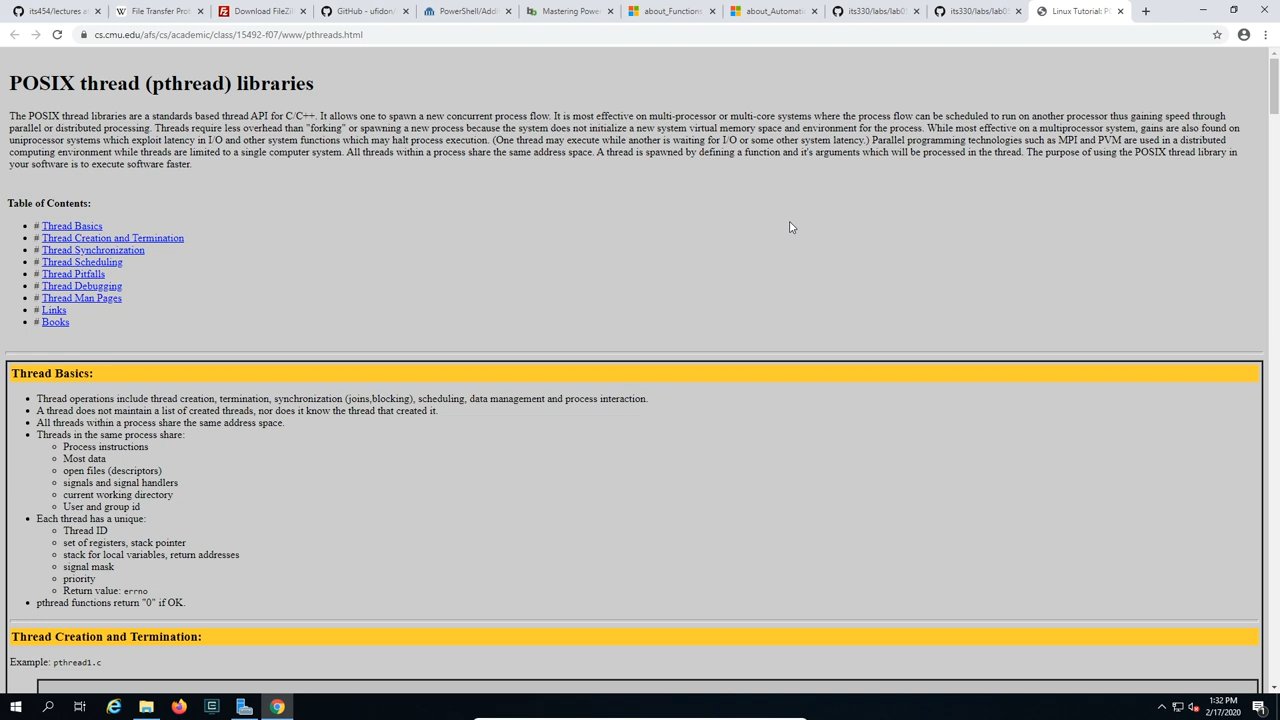 its454/lectures a
File Transfer Prot
Download FileZil
GitHub - ufidon/
PowerShell/Addi
Mastering Power
about_Functions
about_Automati
its330/labs/lab0
its330/labs/lab0
Linux Tutorial: PO
cs.cmu.edu/afs/cs/academic/class/15492-f07/www/pthreads.html
POSIX thread (pthread) libraries
The POSIX thread libraries are a standards based thread API for C/C++. It allows one to spawn a new concurrent process flow. It is most effective on multi-processor or multi-core systems where the process flow can be scheduled to run on another processor thus gaining speed through
parallel or distributed processing. Threads require less overhead than "forking" or spawning a new process because the system does not initialize a new system virtual memory space and environment for the process. While most effective on a multiprocessor system, gains are also found on
uniprocessor systems which exploit latency in I/O and other system functions which may halt process execution. (One thread may execute while another is waiting for I/O or some other system latency.) Parallel programming technologies such as MPI and PVM are used in a distributed
computing environment while threads are limited to a single computer system. All threads within a process share the same address space. A thread is spawned by defining a function and it's arguments which will be processed in the thread. The purpose of using the POSIX thread library in
your software is to execute software faster.
Table of Contents:
# Thread Basics
# Thread Creation and Termination
# Thread Synchronization
# Thread Scheduling
# Thread Pitfalls
# Thread Debugging
# Thread Man Pages
# Links
# Books
Thread Basics:
Thread operations include thread creation, termination, synchronization (joins,blocking), scheduling, data management and process interaction.
A thread does not maintain a list of created threads, nor does it know the thread that created it.
All threads within a process share the same address space.
Threads in the same process share:
Process instructions
Most data
open files (descriptors)
signals and signal handlers
current working directory
User and group id
Each thread has a unique:
Thread ID
set of registers, stack pointer
stack for local variables, return addresses
signal mask
priority
Return value: errno
pthread functions return "0" if OK.
Thread Creation and Termination:
Example: pthread1.c
1:32 PM
2/17/2020